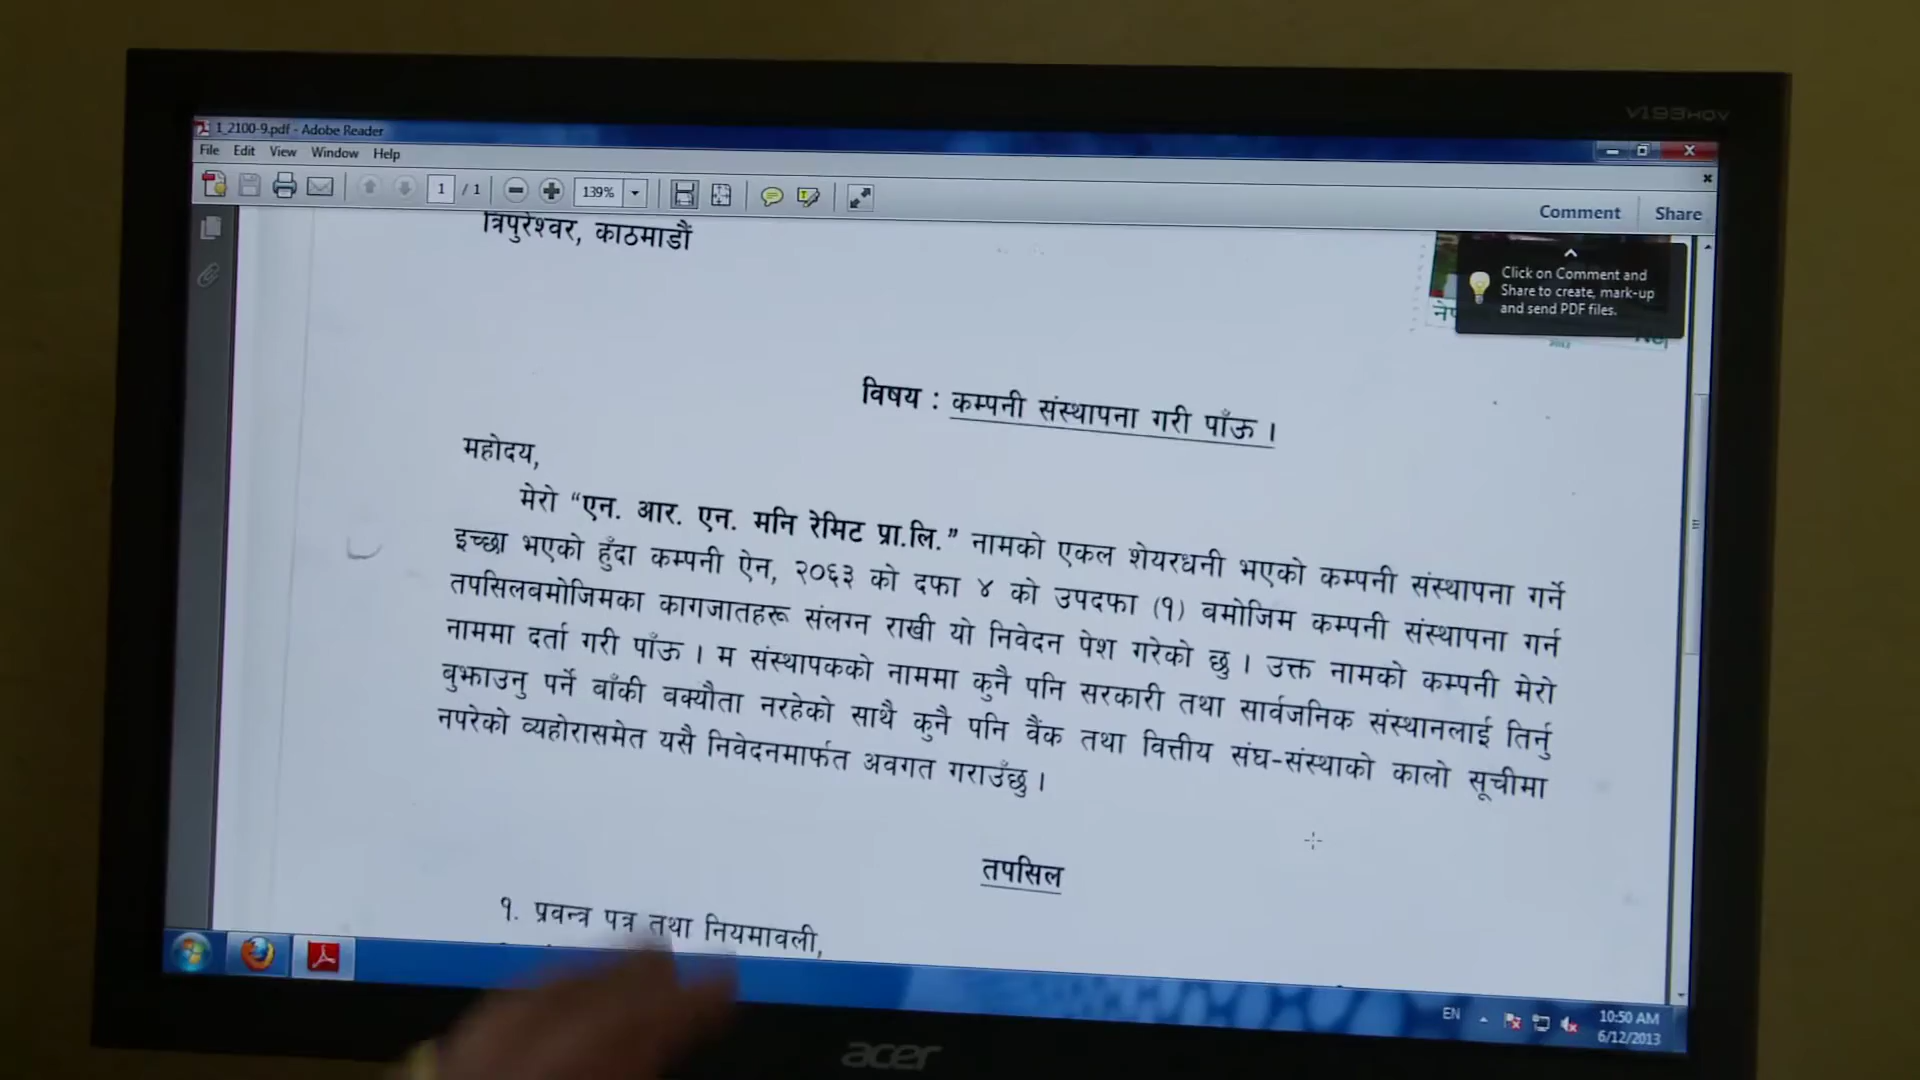 V193HQV
1_2100-9.pdf - Adobe Reader
File Edit View Window Help
1 / 1 139%
Comment Share
त्रिपुरेश्वर, काठमाडौं
Click on Comment and
Share to create, mark-up
and send PDF files.
विषय : कम्पनी संस्थापना गरी पाँऊ ।
महोदय,
मेरो “एन. आर. एन. मनि रेमिट प्रा.लि.” नामको एकल शेयरधनी भएको कम्पनी संस्थापना गर्ने
इच्छा भएको हुँदा कम्पनी ऐन, २०६३ को दफा ४ को उपदफा (१) वमोजिम कम्पनी संस्थापना गर्न
तपसिलवमोजिमका कागजातहरू संलग्न राखी यो निवेदन पेश गरेको छु । उक्त नामको कम्पनी मेरो
नाममा दर्ता गरी पाँऊ । म संस्थापकको नाममा कुनै पनि सरकारी तथा सार्वजनिक संस्थानलाई तिर्नु
बुझाउनु पर्ने बाँकी बक्यौता नरहेको साथै कुनै पनि वैंक तथा वित्तीय संघ-संस्थाको कालो सूचीमा
नपरेको व्यहोरासमेत यसै निवेदनमार्फत अवगत गराउँछु ।
तपसिल
१. प्रवन्त्र पत्र तथा नियमावली,
EN
10:50 AM
6/12/2013
acer